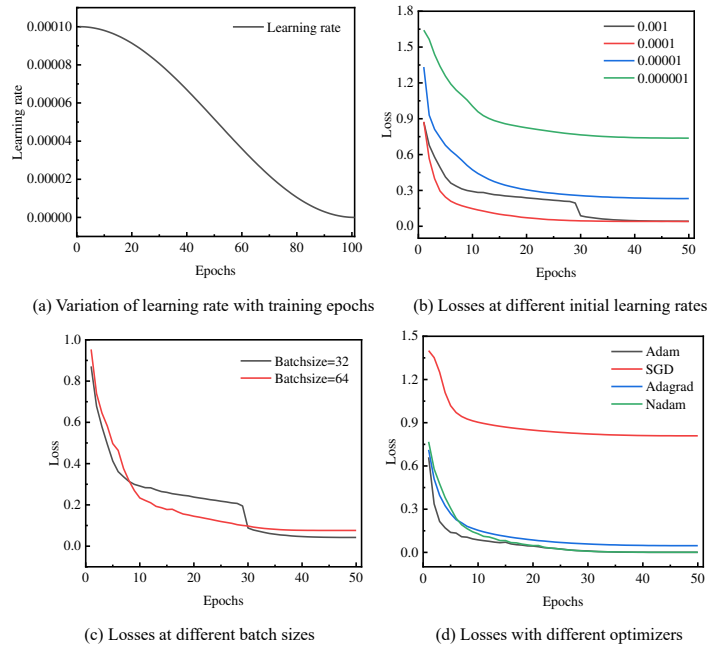 Learning rate
0.00010
0.00008
0.00006
0.00004
0.00002
0.00000
Learning rate
0 20 40 60 80 100
Epochs
(a) Variation of learning rate with training epochs
0.001
0.0001
0.00001
0.000001
1.8
1.5
1.2
0.9
0.6
0.3
0.0
Loss
0 10 20 30 40 50
Epochs
(b) Losses at different initial learning rates
Batchsize=32
Batchsize=64
1.0
0.8
0.6
0.4
0.2
0.0
Loss
0 10 20 30 40 50
Epochs
(c) Losses at different batch sizes
Adam
SGD
Adagrad
Nadam
1.5
1.2
0.9
0.6
0.3
0.0
Loss
0 10 20 30 40 50
Epochs
(d) Losses with different optimizers